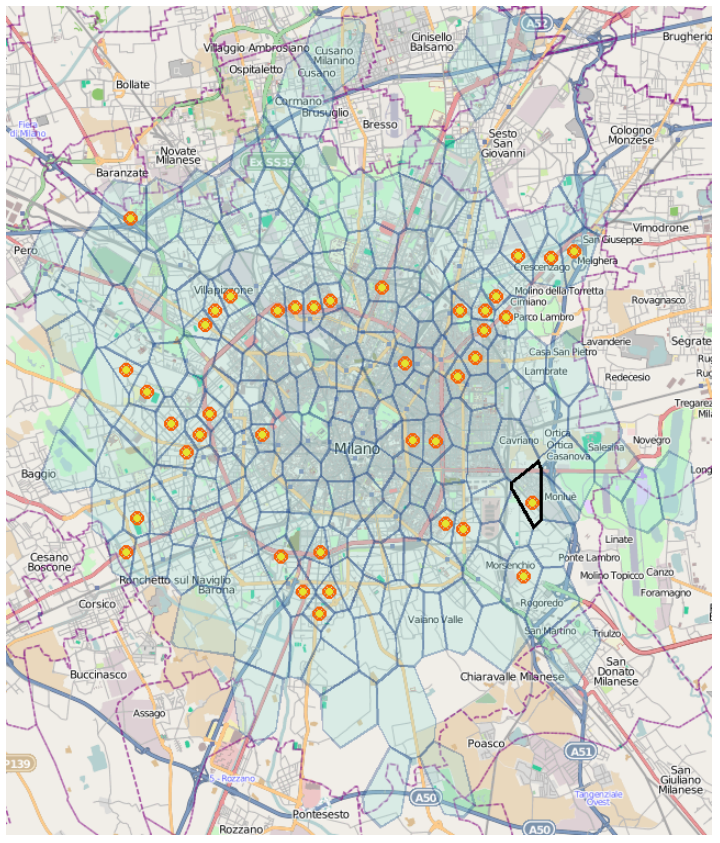 A52
Cinisello
Balsamo
Brugherio
Villaggio Ambrosiano
Cusano
Milanino
Ospitaletto
Cusano
Bollate
Cormano
Brusuglio
Fiera
di Milano
Bresso
Sesto
San
Giovanni
Cologno
Monzese
Novate
Milanese
Ex SS35
Baranzate
Vimodrone
San Giuseppe
Pero
Crescenzago
Melghera
Villapizzone
Molino della Torretta
Cimiano
Rovagnasco
Parco Lambro
Lavanderie
Segrate
Casa San Pietro
Redecesio
Lambrate
Tregarezzo
Ortica
Cavriano
Ortica
Novegro
Milano
Casanova
Salesina
Baggio
Monluè
Linate
Cesano
Boscone
Ponte Lambro
Morsenchio
Ronchetto sul Naviglio
Molino Topicco
Canzo
Barona
Foramagno
Corsico
Rogoredo
Vaiano Valle
San Martino
Triulzo
Buccinasco
Chiaravalle Milanese
San
Donato
Milanese
Assago
Poasco
A51
P139
5 - Rozzano
San
Giuliano
Milanese
A50
Tangenziale
Ovest
Pontesesto
Rozzano
A50